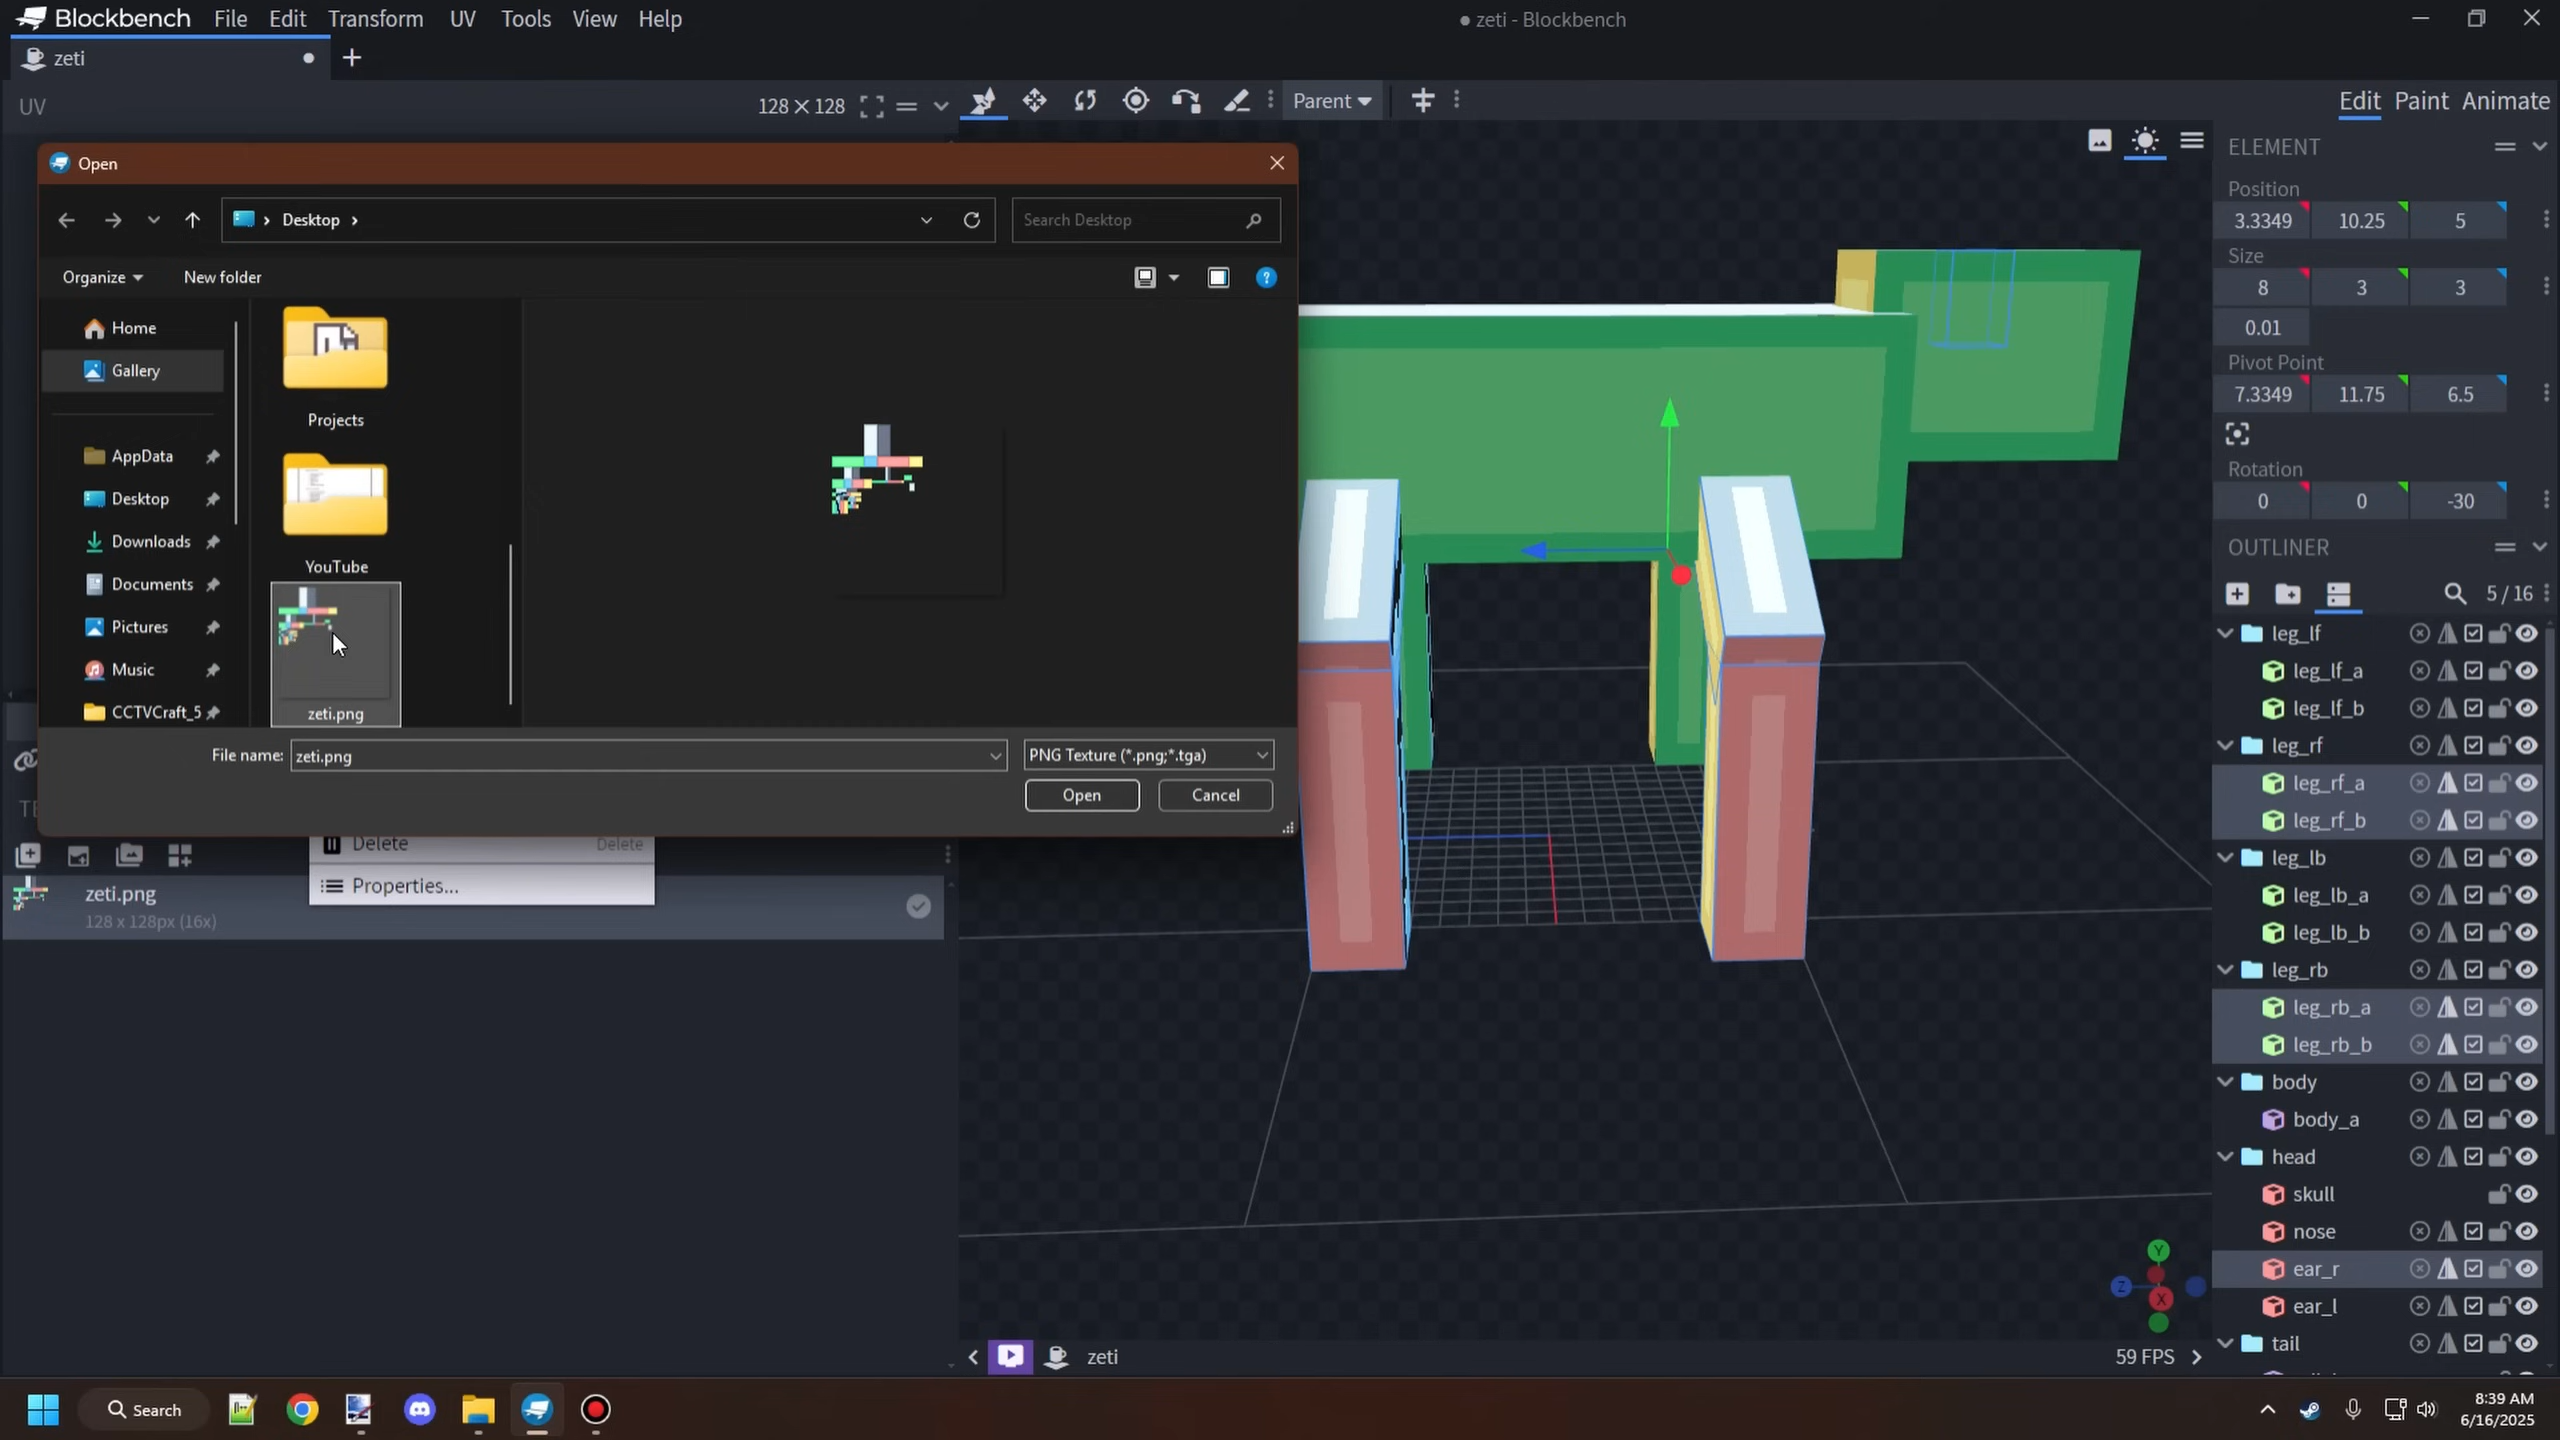 Blockbench File Edit Transform UV Tools View Help
zeti - Blockbench
zeti
UV
128 × 128
Parent
Edit Paint Animate
Open
Desktop
Search Desktop
Organize
New folder
Home
Gallery
AppData
Desktop
Downloads
Documents
Pictures
Music
CCTVCraft_5
Projects
YouTube
zeti.png
File name: zeti.png
PNG Texture (*.png;*.tga)
Open
Cancel
Delete Delete
Properties...
zeti.png
128 x 128px (16x)
ELEMENT
Position
3.3349 10.25 5
Size
8 3 3
0.01
Pivot Point
7.3349 11.75 6.5
Rotation
0 0 -30
OUTLINER
5 / 16
leg_lf
leg_lf_a
leg_lf_b
leg_rf
leg_rf_a
leg_rf_b
leg_lb
leg_lb_a
leg_lb_b
leg_rb
leg_rb_a
leg_rb_b
body
body_a
head
skull
nose
ear_r
ear_l
tail
Y
Z
X
zeti
59 FPS
Search
8:39 AM
6/16/2025